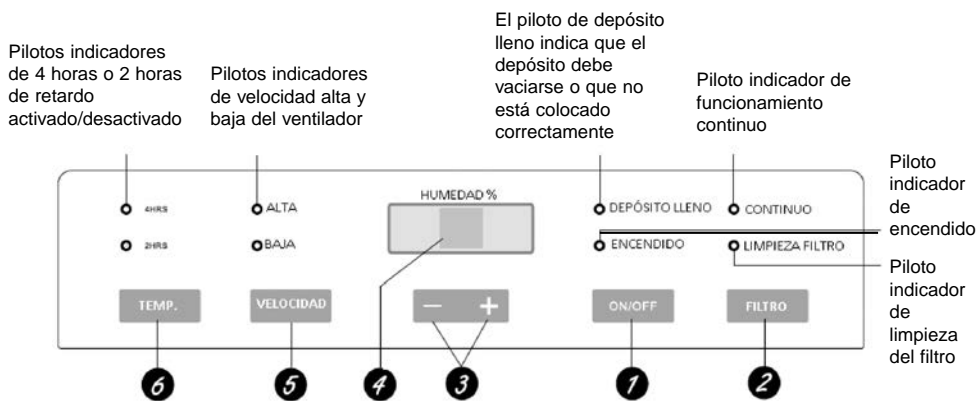 El piloto de depósito
lleno indica que el
depósito debe
vaciarse o que no
está colocado
correctamente
Pilotos indicadores
de 4 horas o 2 horas
de retardo
activado/desactivado
Pilotos indicadores
de velocidad alta y
baja del ventilador
Piloto indicador de
funcionamiento
continuo
Piloto
indicador
de
encendido
Piloto
indicador
de
limpieza
del filtro
HUMEDAD %
4HRS
ALTA
DEPÓSITO LLENO
CONTINUO
2HRS
BAJA
ENCENDIDO
LIMPIEZA FILTRO
TEMP.
VELOCIDAD
− +
ON/OFF
FILTRO
6
5
4
3
1
2